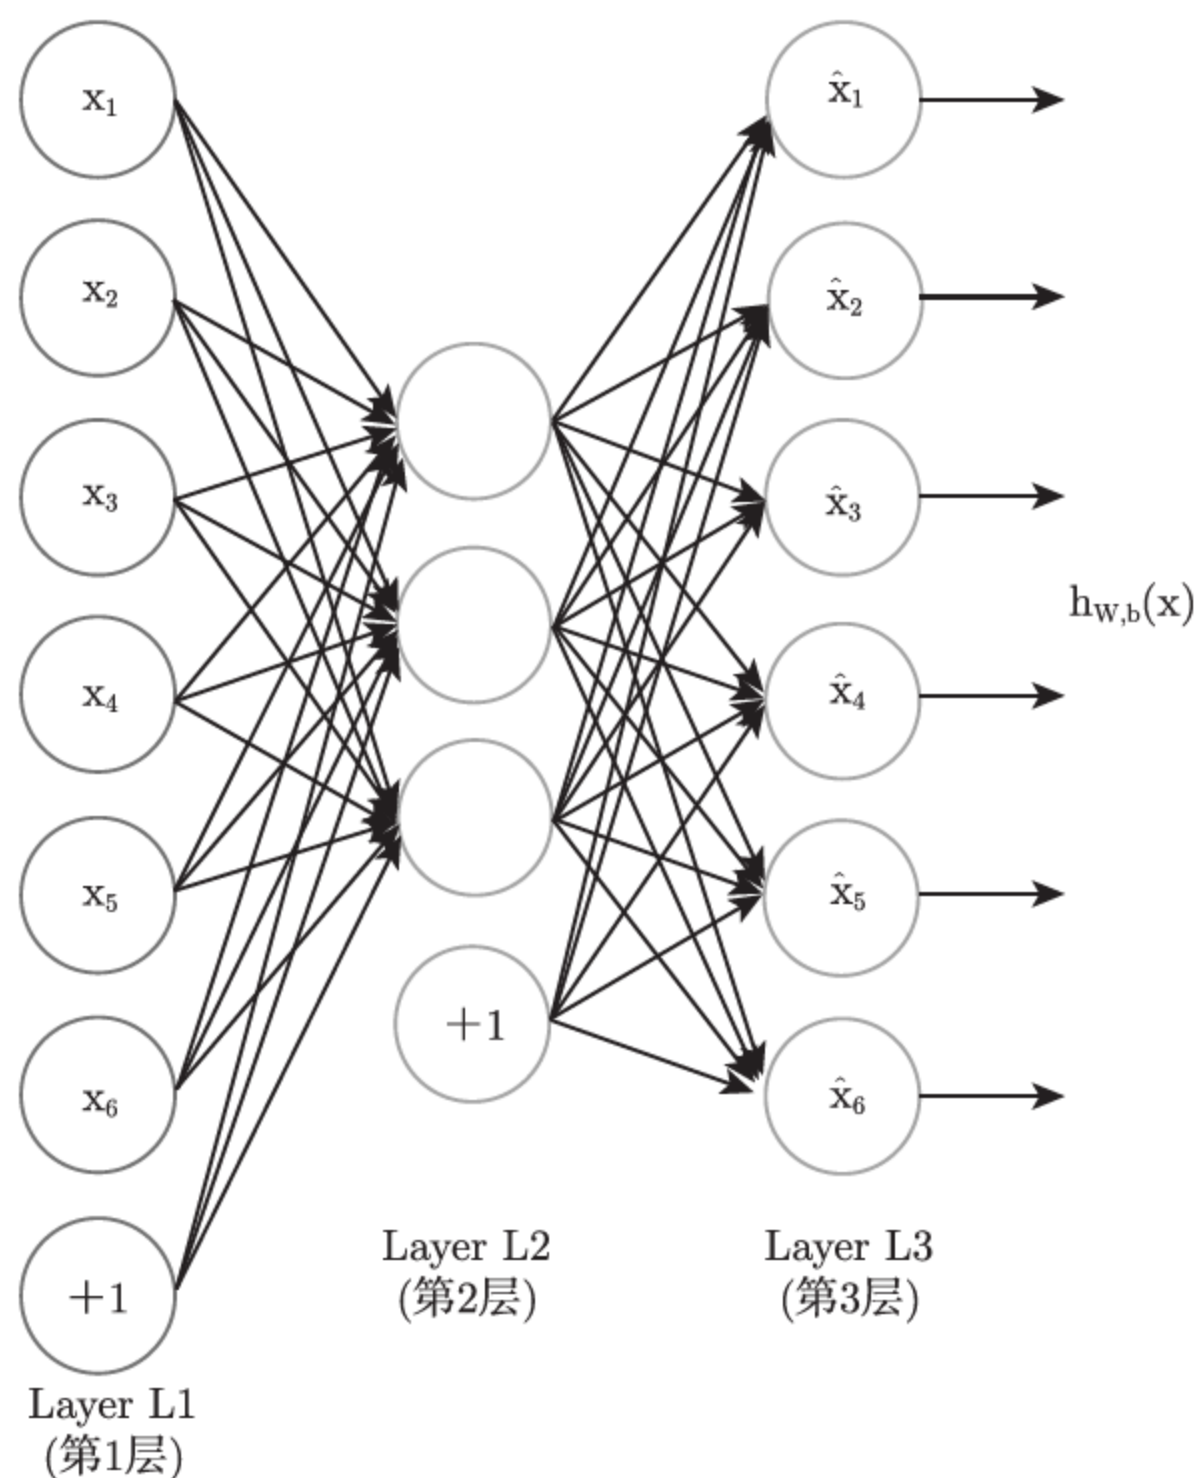 x₁
x₂
x₃
x₄
x₅
x₆
+1
Layer L1
(第1层)
+1
Layer L2
(第2层)
x̂₁
x̂₂
x̂₃
x̂₄
x̂₅
x̂₆
Layer L3
(第3层)
h_{W,b}(x)